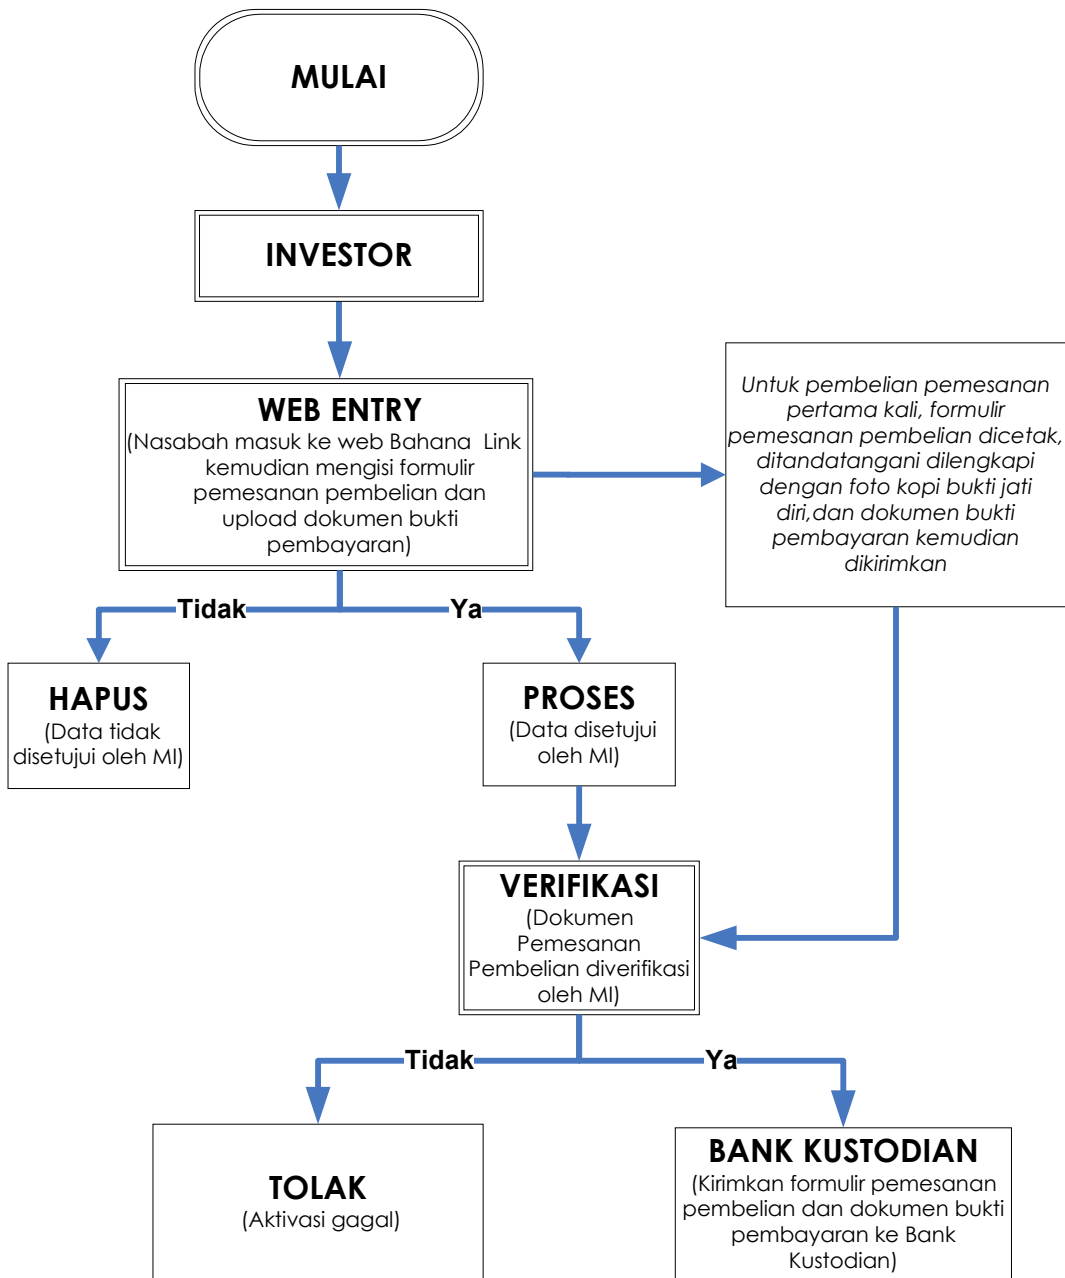 MULAI
INVESTOR
WEB ENTRY
(Nasabah masuk ke web Bahana  Link
kemudian mengisi formulir
pemesanan pembelian dan
upload dokumen bukti
pembayaran)
Untuk pembelian pemesanan
pertama kali, formulir
pemesanan pembelian dicetak,
ditandatangani dilengkapi
dengan foto kopi bukti jati
diri,dan dokumen bukti
pembayaran kemudian
dikirimkan
Tidak
Ya
HAPUS
(Data tidak
disetujui oleh MI)
PROSES
(Data disetujui
oleh MI)
VERIFIKASI
(Dokumen
Pemesanan
Pembelian diverifikasi
oleh MI)
Tidak
Ya
TOLAK
(Aktivasi gagal)
BANK KUSTODIAN
(Kirimkan formulir pemesanan
pembelian dan dokumen bukti
pembayaran ke Bank
Kustodian)